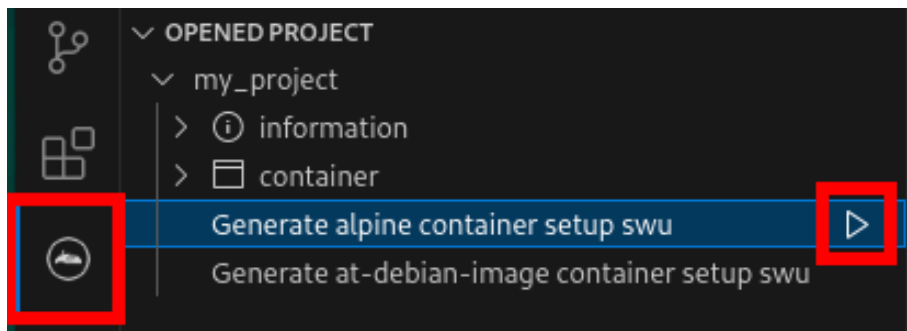 OPENED PROJECT
my_project
information
container
Generate alpine container setup swu
Generate at-debian-image container setup swu